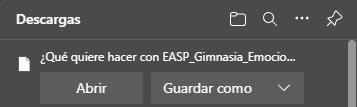 Descargas
¿Qué quiere hacer con EASP_Gimnasia_Emocio...
Abrir
Guardar como